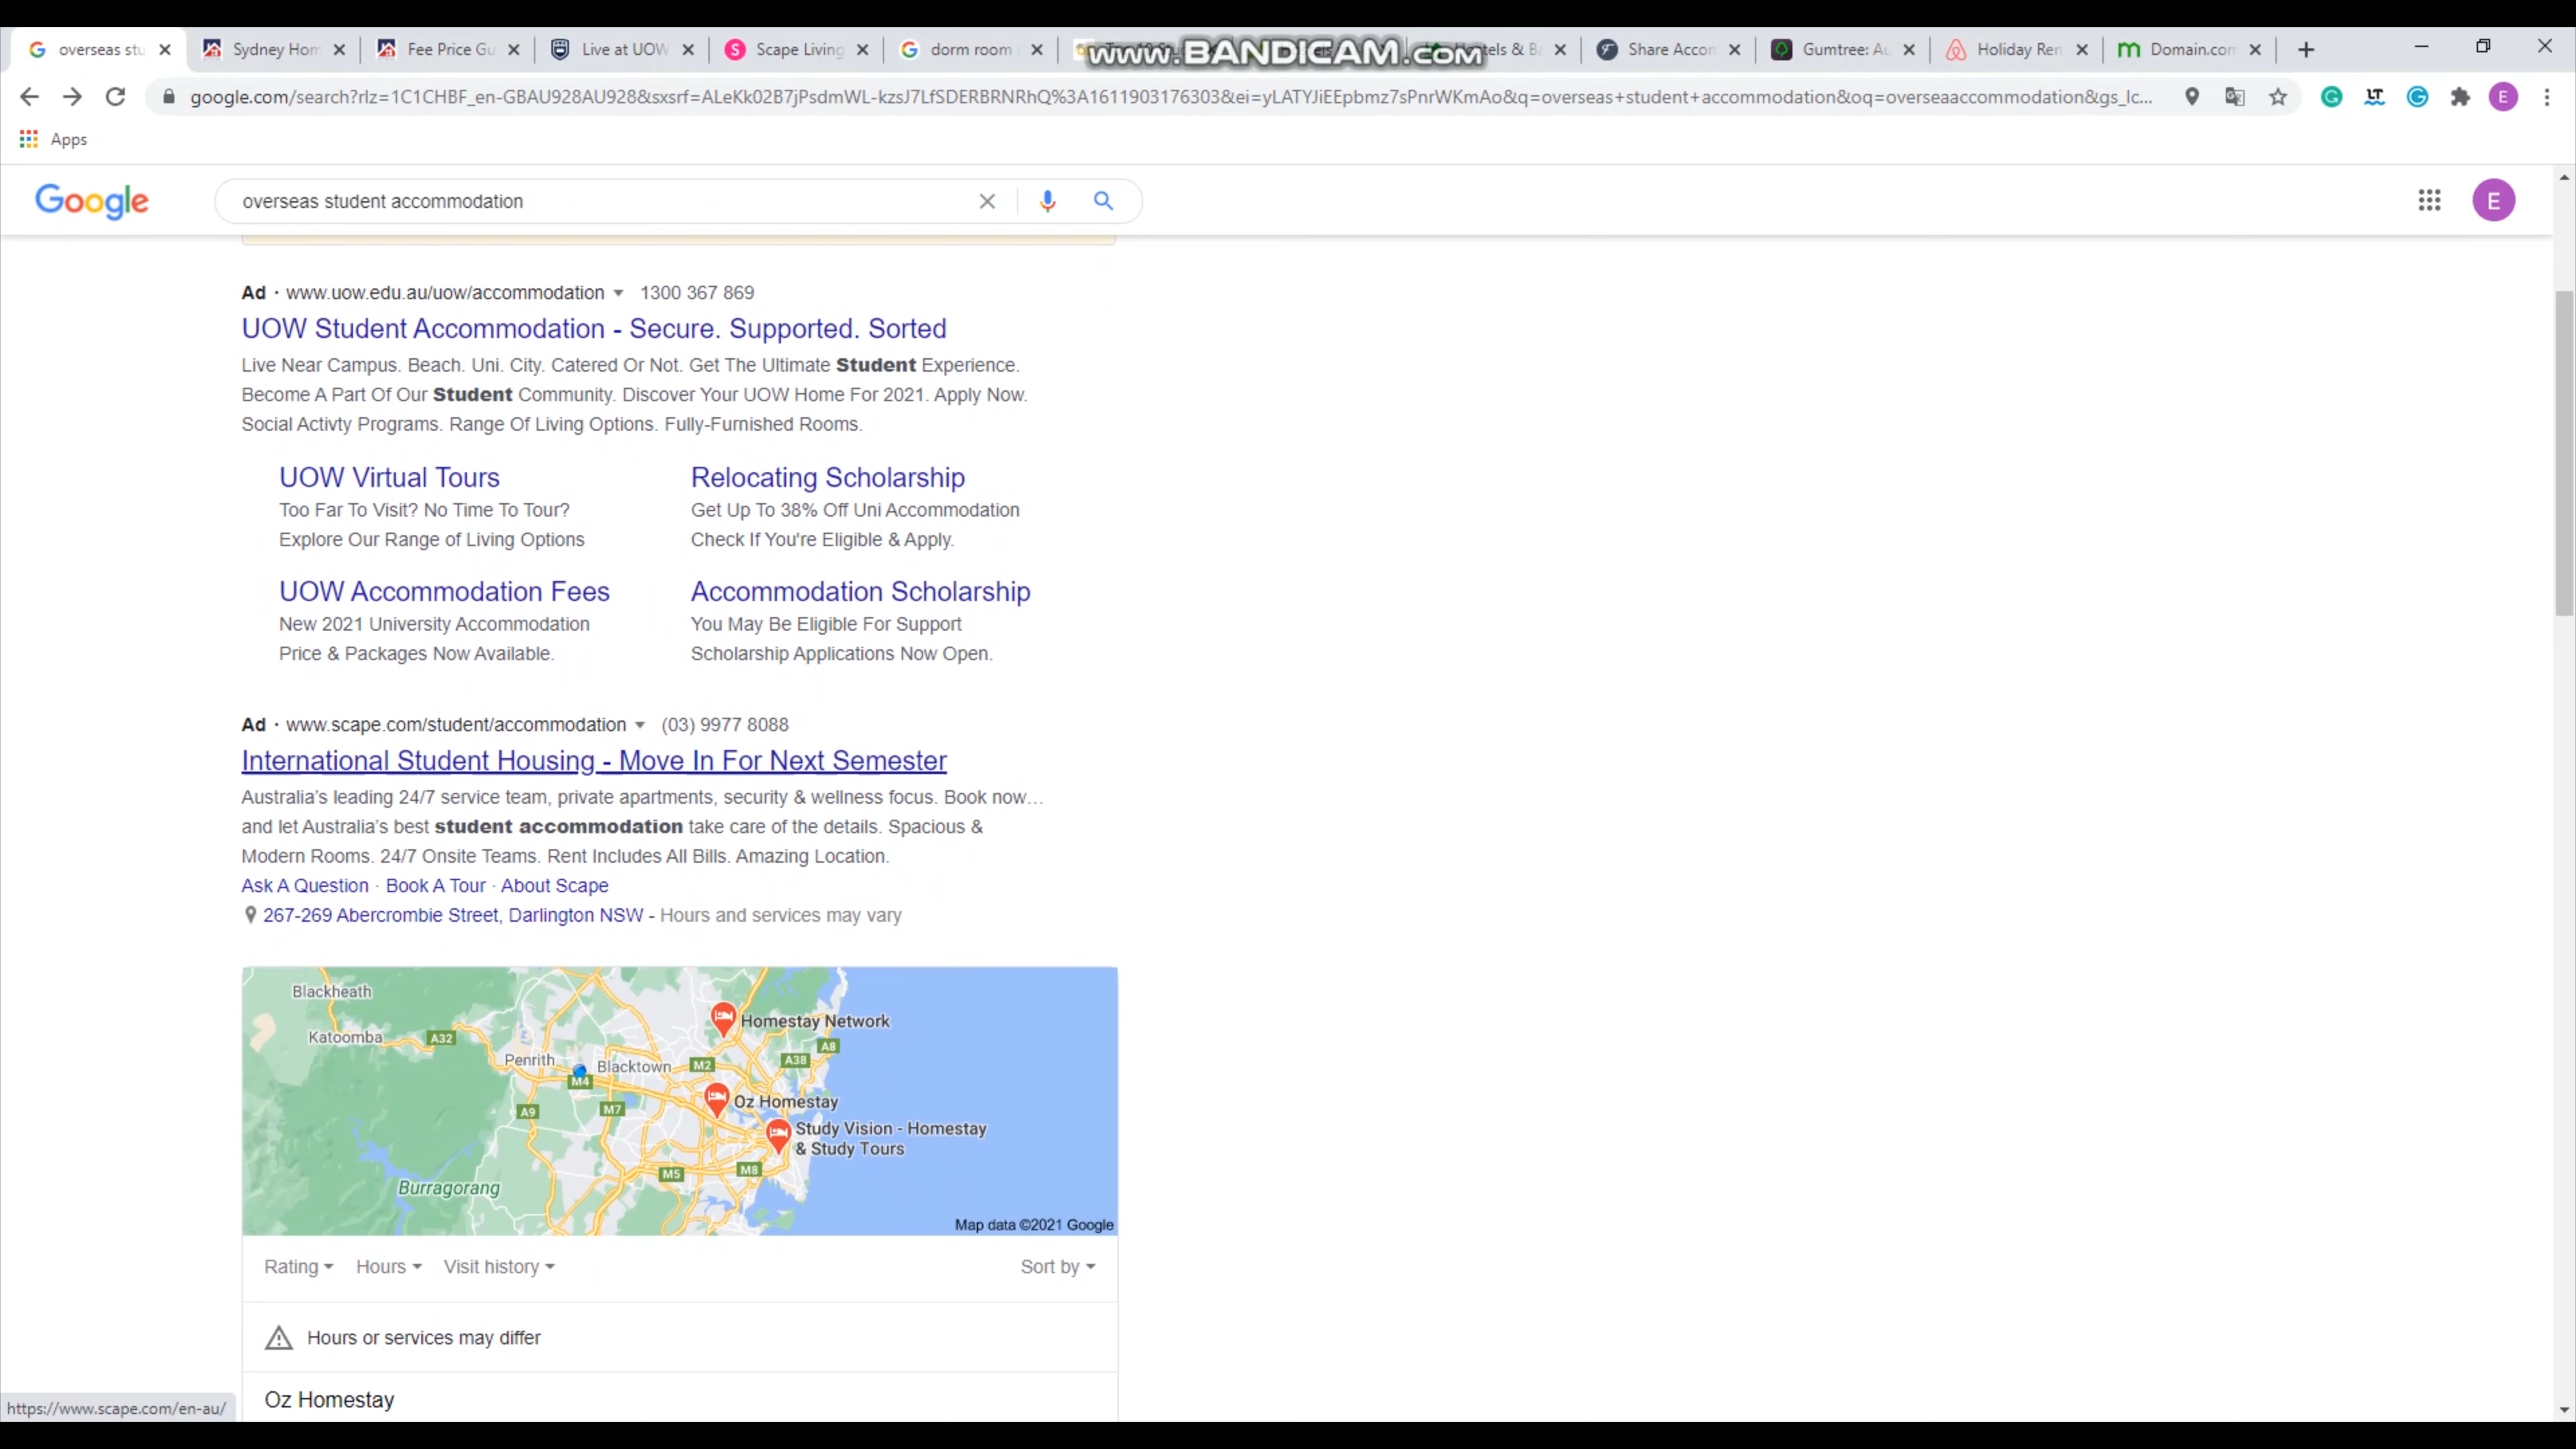 overseas stu
Sydney Hom
Fee Price Gu
Live at UOW
Scape Living
dorm room
www.BANDICAM.com
Share Accom
Gumtree: Au
Holiday Ren
Domain.com
google.com/search?rlz=1C1CHBF_en-GBAU928AU928&sxsrf=ALeKk02B7jPsdmWL-kzsJ7LfSDERBRNRhQ%3A1611903176303&ei=yLATYJiEEpbmz7sPnrWKmAo&q=overseas+student+accommodation&oq=overseaaccommodation&gs_lc...
Apps
Google
overseas student accommodation
E
Ad · www.uow.edu.au/uow/accommodation 1300 367 869
UOW Student Accommodation - Secure. Supported. Sorted
Live Near Campus. Beach. Uni. City. Catered Or Not. Get The Ultimate Student Experience.
Become A Part Of Our Student Community. Discover Your UOW Home For 2021. Apply Now.
Social Activty Programs. Range Of Living Options. Fully-Furnished Rooms.
UOW Virtual Tours
Too Far To Visit? No Time To Tour?
Explore Our Range of Living Options
Relocating Scholarship
Get Up To 38% Off Uni Accommodation
Check If You're Eligible & Apply.
UOW Accommodation Fees
New 2021 University Accommodation
Price & Packages Now Available.
Accommodation Scholarship
You May Be Eligible For Support
Scholarship Applications Now Open.
Ad · www.scape.com/student/accommodation (03) 9977 8088
International Student Housing - Move In For Next Semester
Australia's leading 24/7 service team, private apartments, security & wellness focus. Book now…
and let Australia's best student accommodation take care of the details. Spacious &
Modern Rooms. 24/7 Onsite Teams. Rent Includes All Bills. Amazing Location.
Ask A Question · Book A Tour · About Scape
267-269 Abercrombie Street, Darlington NSW - Hours and services may vary
Blackheath
Katoomba
A32
Penrith
Blacktown
M4
M2
A38
A8
Homestay Network
A9
M7
Oz Homestay
Study Vision - Homestay
& Study Tours
M5
M8
Burragorang
Map data ©2021 Google
Rating
Hours
Visit history
Sort by
Hours or services may differ
Oz Homestay
https://www.scape.com/en-au/